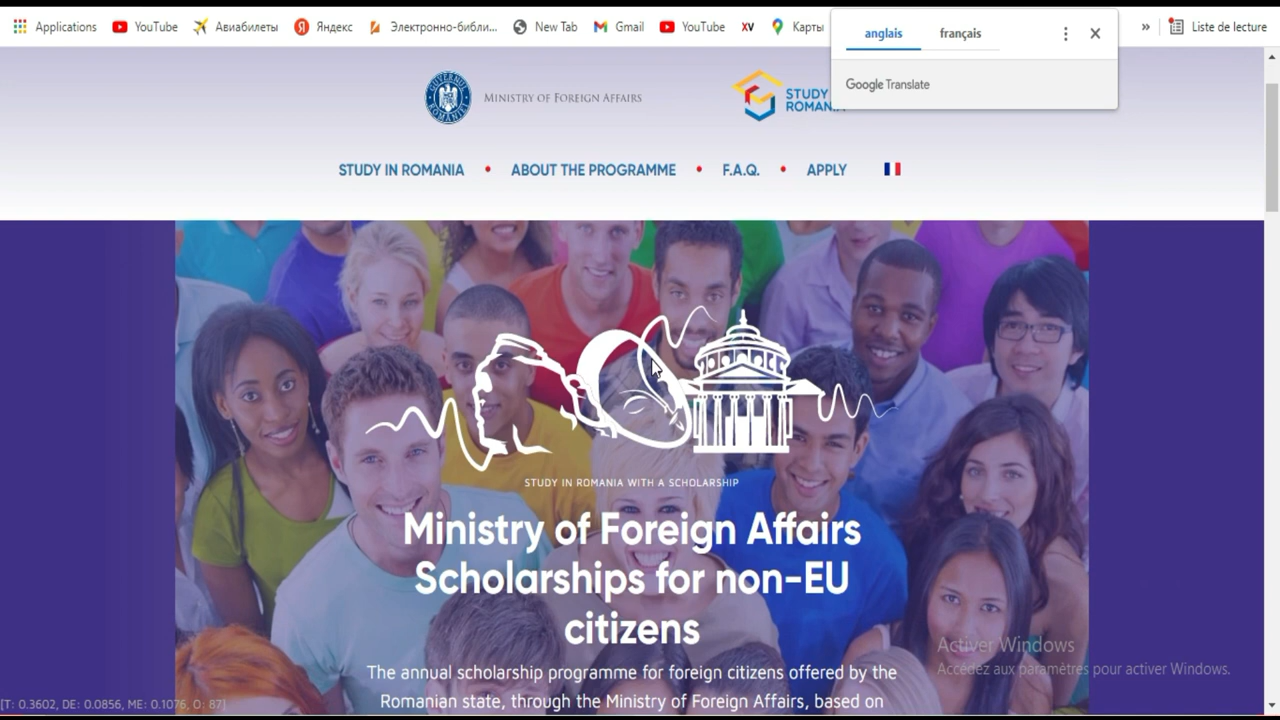 Applications YouTube Авиабилеты Яндекс Электронно-библи... New Tab Gmail YouTube XV Карты » Liste de lecture
anglais français
Google Translate
MINISTRY OF FOREIGN AFFAIRS
STUDY
ROMANIA
STUDY IN ROMANIA • ABOUT THE PROGRAMME • F.A.Q. • APPLY
STUDY IN ROMANIA WITH A SCHOLARSHIP
Ministry of Foreign Affairs
Scholarships for non-EU
citizens
The annual scholarship programme for foreign citizens offered by the
Romanian state, through the Ministry of Foreign Affairs, based on
Activer Windows
Accédez aux paramètres pour activer Windows.
[T: 0.3602, DE: 0.0856, ME: 0.1076, O: 87]